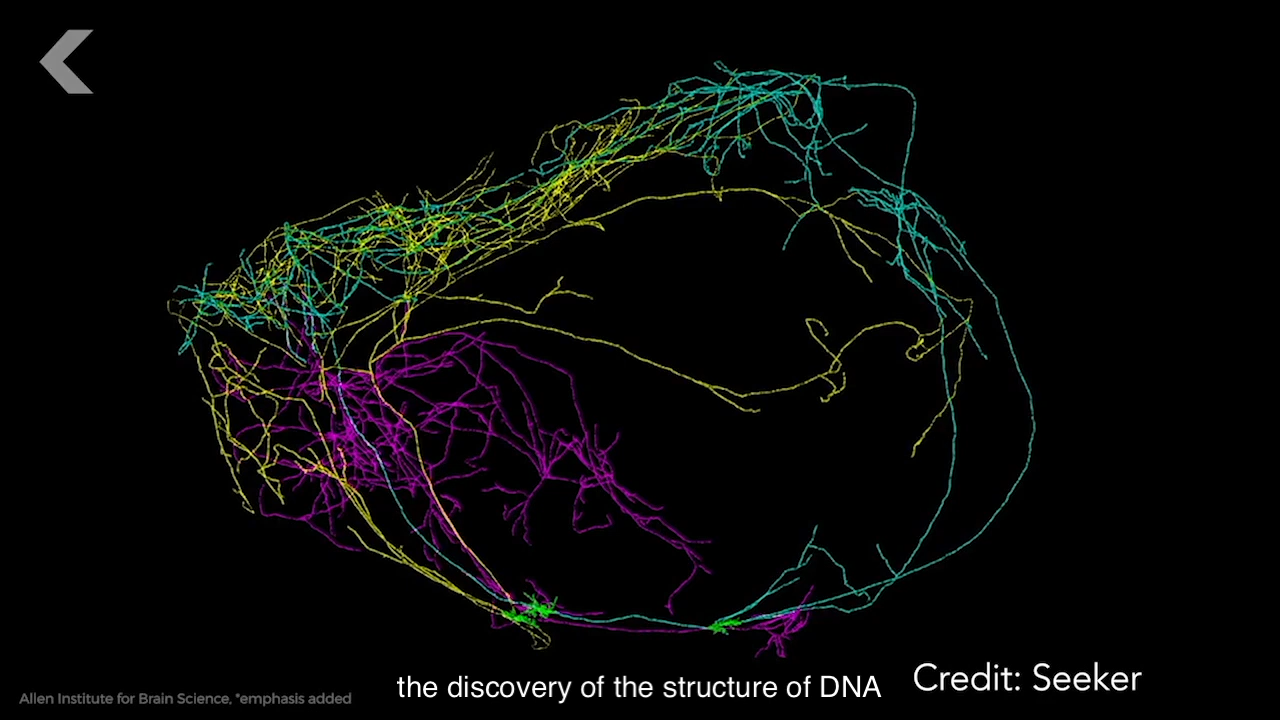 the discovery of the structure of DNA
Credit: Seeker
Allen Institute for Brain Science, *emphasis added